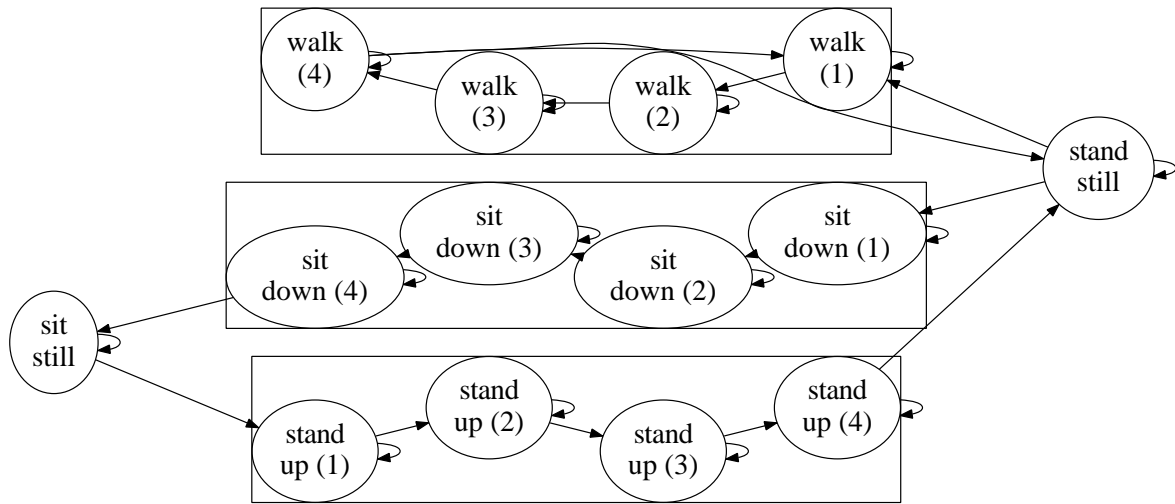 walk
(4)
walk
(3)
walk
(2)
walk
(1)
stand
still
sit
down (4)
sit
down (3)
sit
down (2)
sit
down (1)
sit
still
stand
up (1)
stand
up (2)
stand
up (3)
stand
up (4)